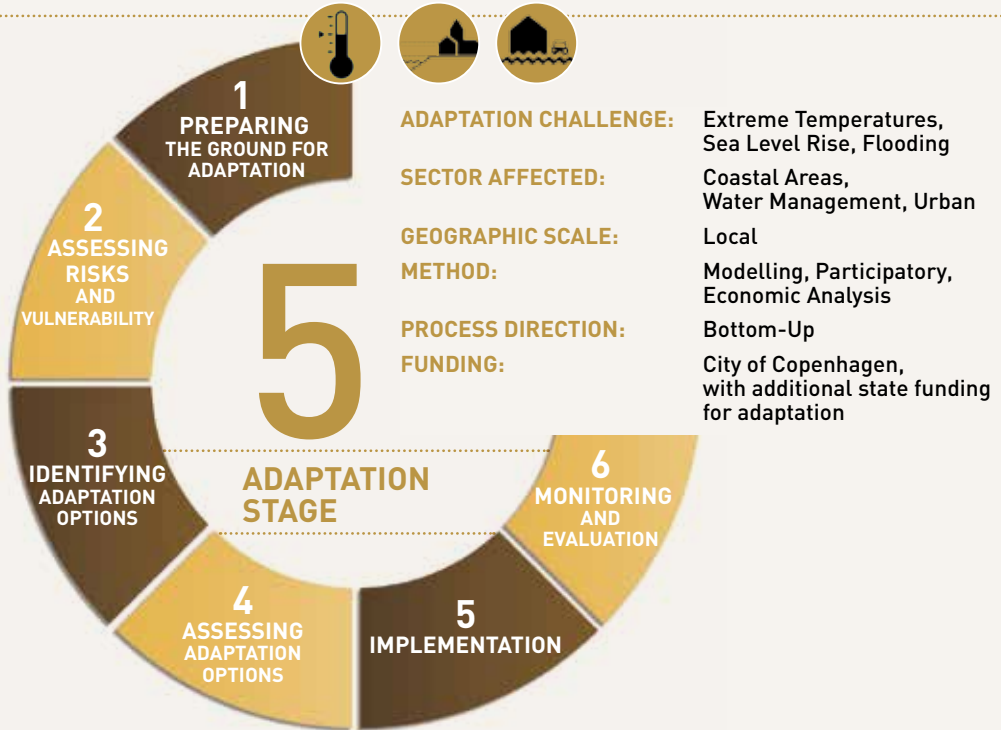 1
PREPARING
THE GROUND FOR
ADAPTATION
2
ASSESSING
RISKS
AND
VULNERABILITY
3
IDENTIFYING
ADAPTATION
OPTIONS
4
ASSESSING
ADAPTATION
OPTIONS
5
IMPLEMENTATION
6
MONITORING
AND
EVALUATION
5
ADAPTATION
STAGE
ADAPTATION CHALLENGE: Extreme Temperatures,
Sea Level Rise, Flooding
SECTOR AFFECTED: Coastal Areas,
Water Management, Urban
GEOGRAPHIC SCALE: Local
METHOD: Modelling, Participatory,
Economic Analysis
PROCESS DIRECTION: Bottom-Up
FUNDING: City of Copenhagen,
with additional state funding
for adaptation